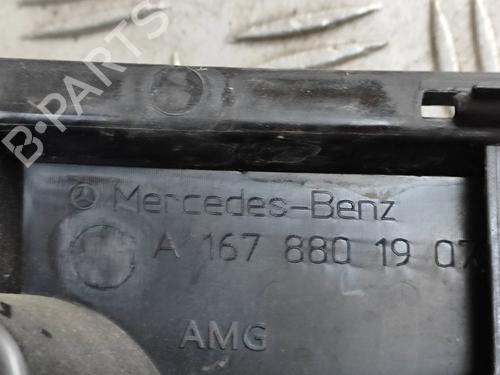 B-PARTS
Mercedes-Benz
A 167 880 19 07
AMG